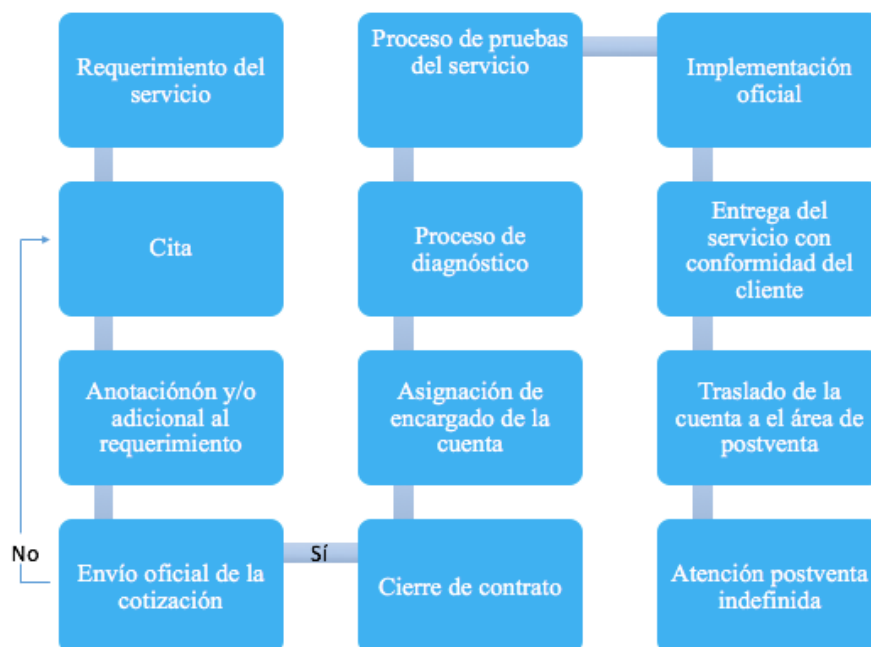 Requerimiento del
servicio
Cita
Anotaciónón y/o
adicional al
requerimiento
Envío oficial de la
cotización
No
Sí
Cierre de contrato
Asignación de
encargado de la
cuenta
Proceso de
diagnóstico
Proceso de pruebas
del servicio
Implementación
oficial
Entrega del
servicio con
conformidad del
cliente
Traslado de la
cuenta a el área de
postventa
Atención postventa
indefinida